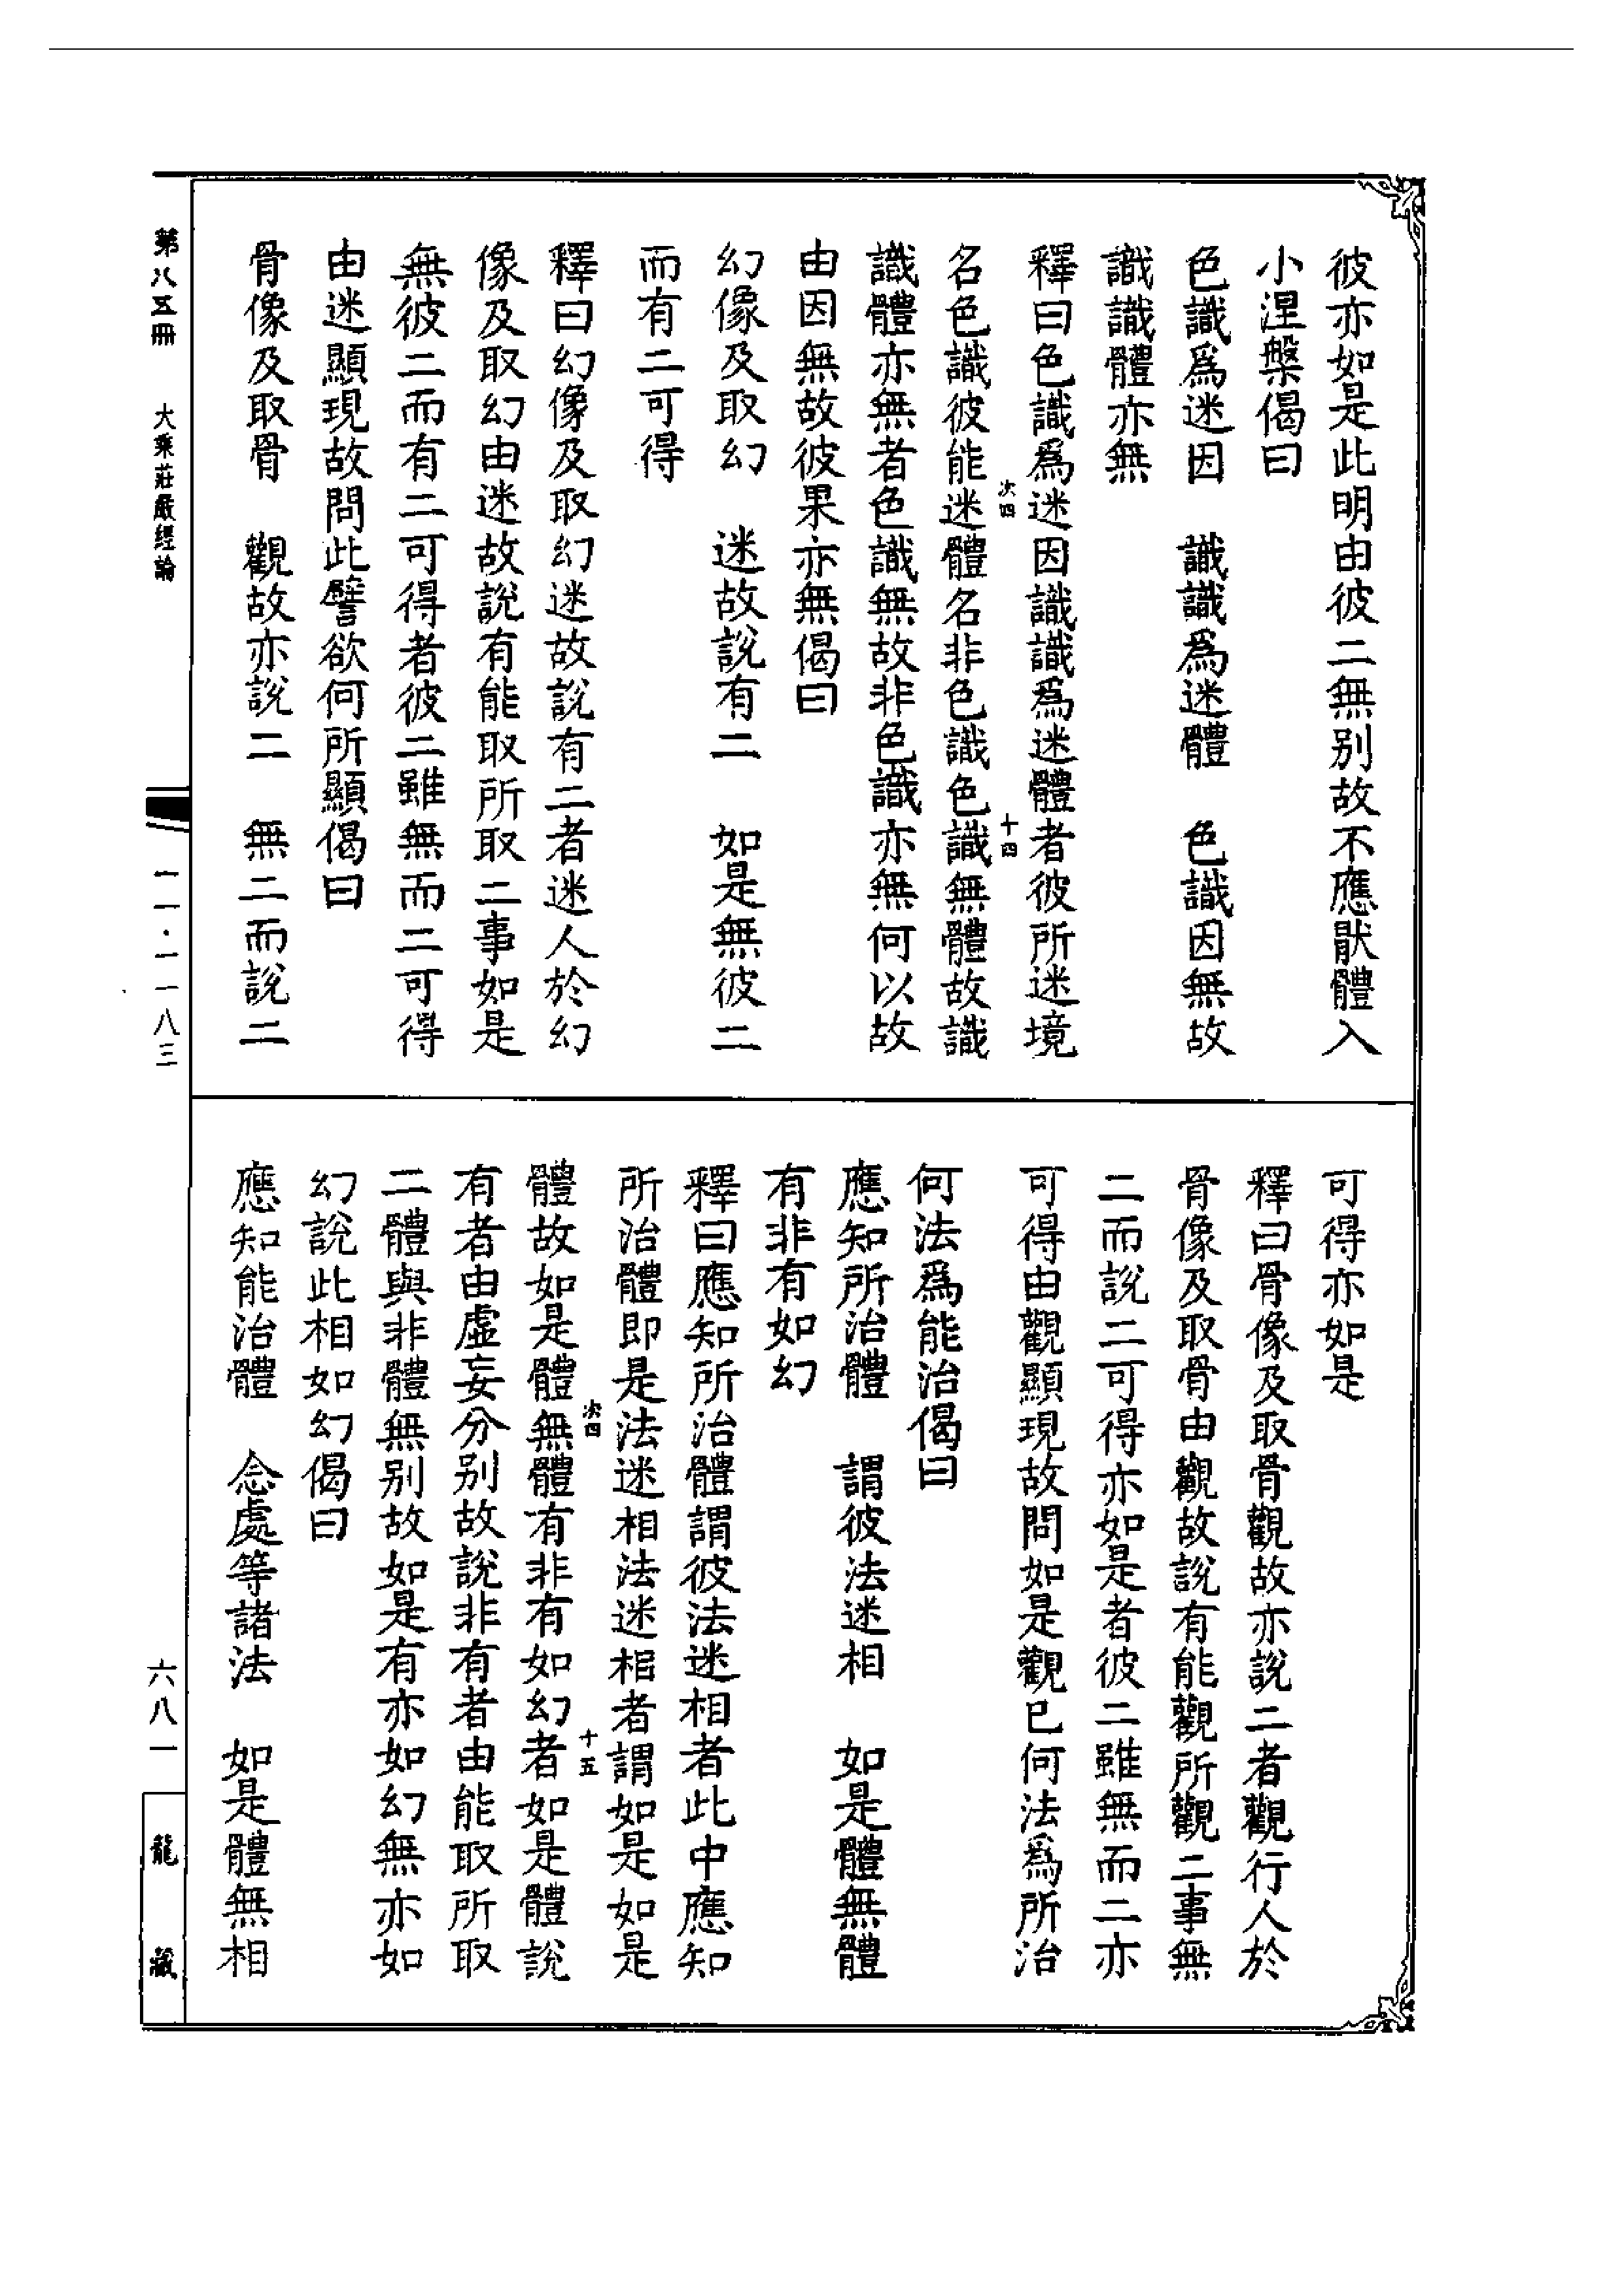 彼亦如是此明由彼二無别故不應猒體入
小涅槃偈曰
色識爲迷因　識識爲迷體　色識因無故
識識體亦無
釋曰色識爲迷因識識爲迷體者彼所迷境
次四　十四
名色識彼能迷體名非色識色識無體故識
識體亦無者色識無故非色識亦無何以故
由因無故彼果亦無偈曰
幻像及取幻　迷故說有二　如是無彼二
而有二可得
釋曰幻像及取幻迷故說有二者迷人於幻
像及取幻由迷故說有能取所取二事如是
無彼二而有二可得者彼二雖無而二可得
由迷顯現故問此譬欲何所顯偈曰
骨像及取骨　觀故亦說二　無二而說二
可得亦如是
釋曰骨像及取骨觀故亦說二者觀行人於
骨像及取骨由觀故說有能觀所觀二事無
二而說二可得亦如是者彼二雖無而二亦
可得由觀顯現故問如是觀已何法爲所治
何法爲能治偈曰
應知所治體　謂彼法迷相　如是體無體
有非有如幻
釋曰應知所治體謂彼法迷相者此中應知
所治體即是法迷相法迷相者謂如是如是
次四　十五
體故如是體無體有非有如幻者如是體說
有者由虛妄分别故說非有者由能取所取
二體與非體無别故如是有亦如幻無亦如
幻說此相如幻偈曰
應知能治體　念處等諸法　如是體無相
第八五冊　大乘莊嚴經論　一一·一一八三　六八一　龍藏